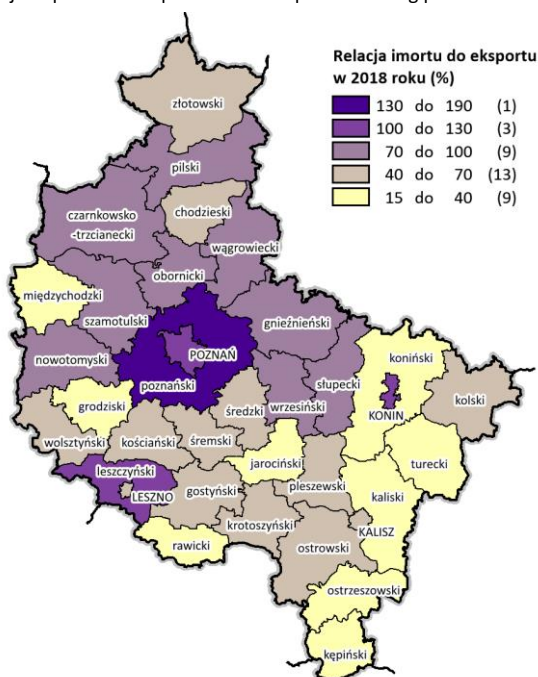 Relacja imortu do eksportu
w 2018 roku (%)
130 do 190 (1)
100 do 130 (3)
70 do 100 (9)
40 do 70 (13)
15 do 40 (9)
złotowski
pilski
chodzieski
czarnkowsko
-trzcianecki
wągrowiecki
obornicki
międzychodzki
szamotulski
gnieźnieński
POZNAŃ
koniński
nowotomyski
słupecki
poznański
wrzesiński
kolski
grodziski
średzki
KONIN
wolsztyński
kościański
śremski
jarociński
turecki
leszczyński
pleszewski
LESZNO
gostyński
kaliski
krotoszyński
KALISZ
rawicki
ostrowski
ostrzeszowski
kępiński